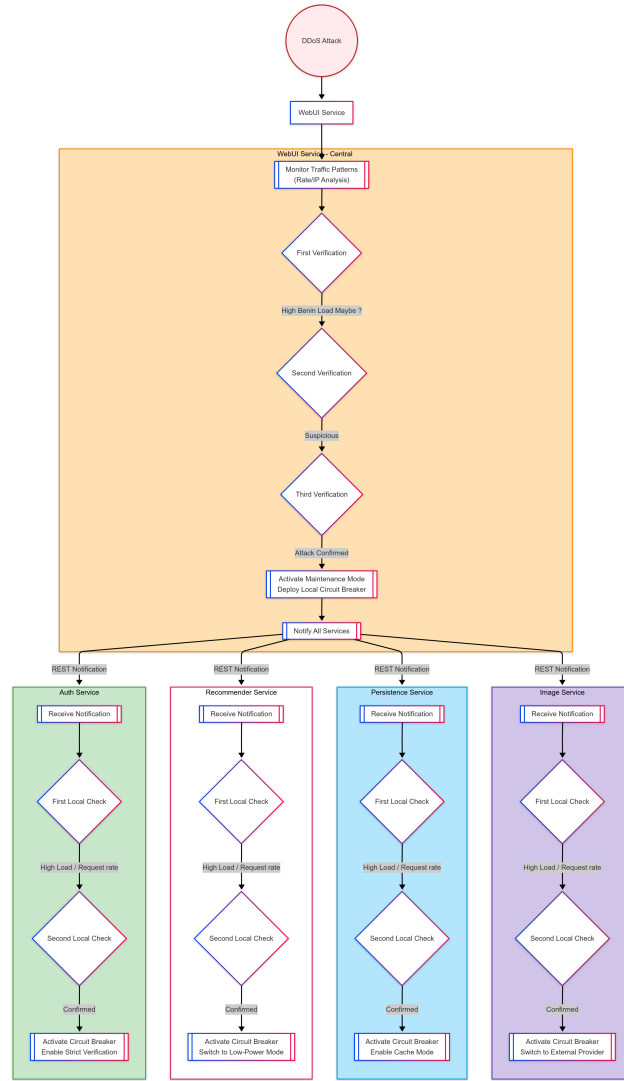 DDoS Attack
WebUI Service
WebUI Service - Central
Monitor Traffic Patterns
(Rate/IP Analysis)
First Verification
High Benin Load Maybe ?
Second Verification
Suspicious
Third Verification
Attack Confirmed
Activate Maintenance Mode
Deploy Local Circuit Breaker
Notify All Services
REST Notification
REST Notification
REST Notification
REST Notification
Auth Service
Receive Notification
First Local Check
High Load / Request rate
Second Local Check
Confirmed
Activate Circuit Breaker
Enable Strict Verification
Recommender Service
Receive Notification
First Local Check
High Load / Request rate
Second Local Check
Confirmed
Activate Circuit Breaker
Switch to Low-Power Mode
Persistence Service
Receive Notification
First Local Check
High Load / Request rate
Second Local Check
Confirmed
Activate Circuit Breaker
Enable Cache Mode
Image Service
Receive Notification
First Local Check
High Load / Request rate
Second Local Check
Confirmed
Activate Circuit Breaker
Switch to External Provider